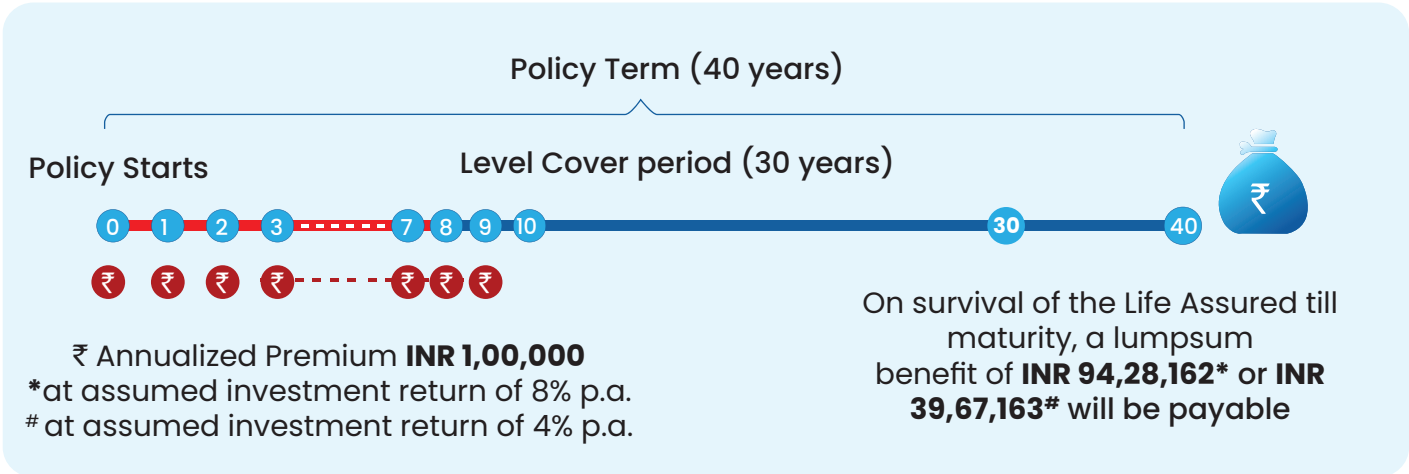 Policy Term (40 years)
Policy Starts
Level Cover period (30 years)
0 1 2 3 7 8 9 10 30 40
₹
₹ ₹ ₹ ₹ ₹ ₹ ₹
₹ Annualized Premium INR 1,00,000
*at assumed investment return of 8% p.a.
# at assumed investment return of 4% p.a.
On survival of the Life Assured till
maturity, a lumpsum
benefit of INR 94,28,162* or INR
39,67,163# will be payable